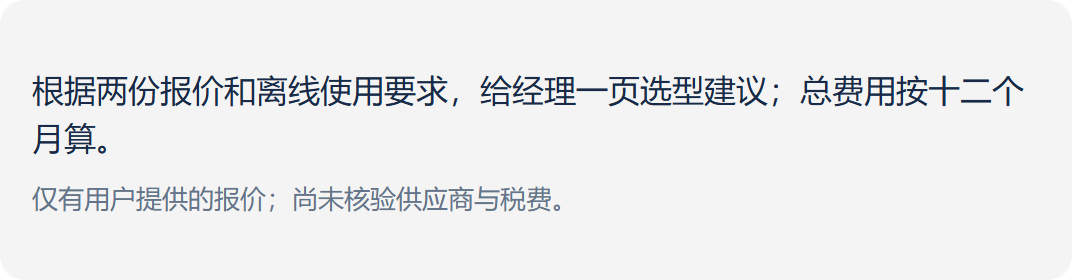 根据两份报价和离线使用要求，给经理一页选型建议；总费用按十二个
月算。
仅有用户提供的报价；尚未核验供应商与税费。